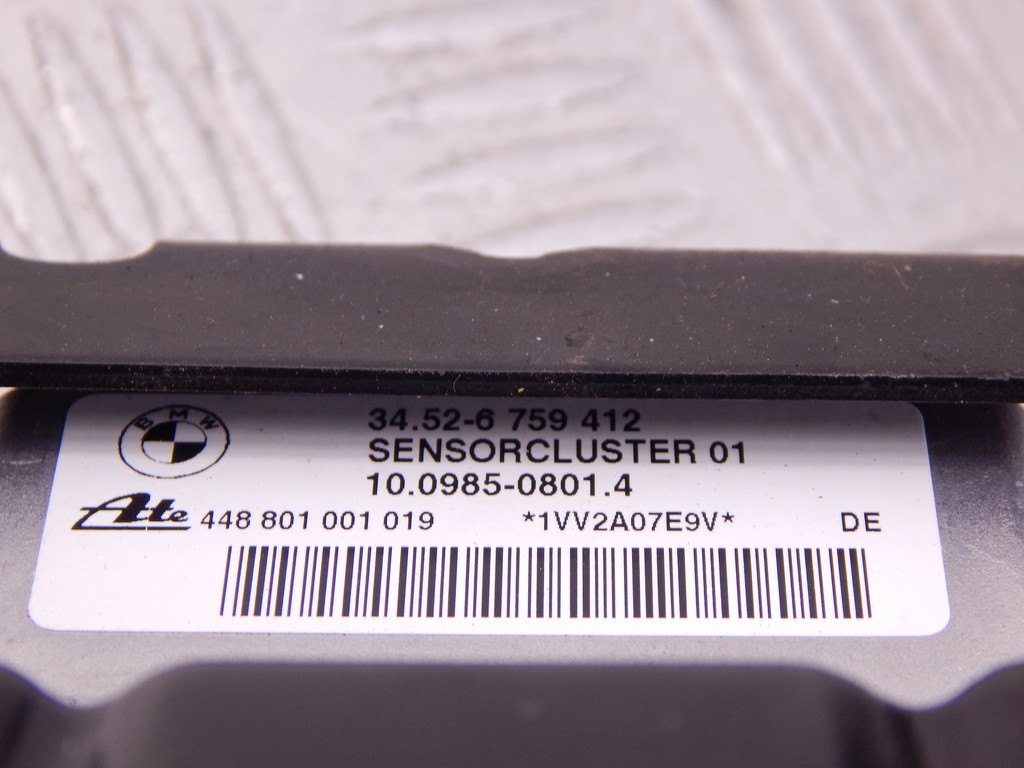 BMW
34.52-6 759 412
SENSORCLUSTER 01
10.0985-0801.4
Ate 448 801 001 019 *1VV2A07E9V* DE